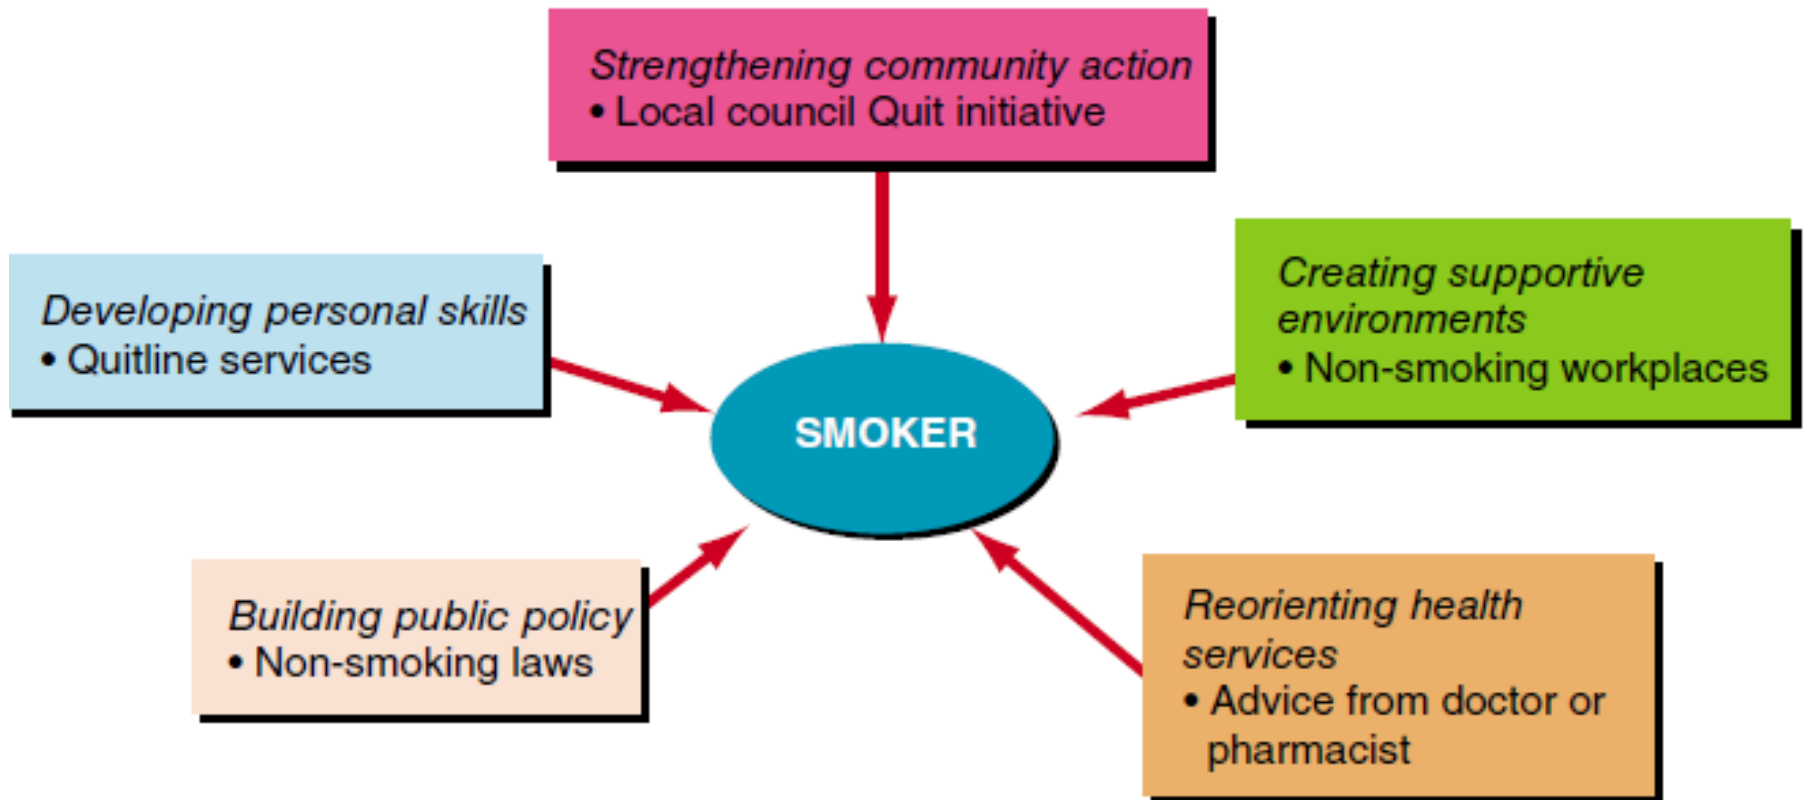 Strengthening community action
• Local council Quit initiative
Developing personal skills
• Quitline services
Creating supportive
environments
• Non-smoking workplaces
SMOKER
Building public policy
• Non-smoking laws
Reorienting health
services
• Advice from doctor or
pharmacist